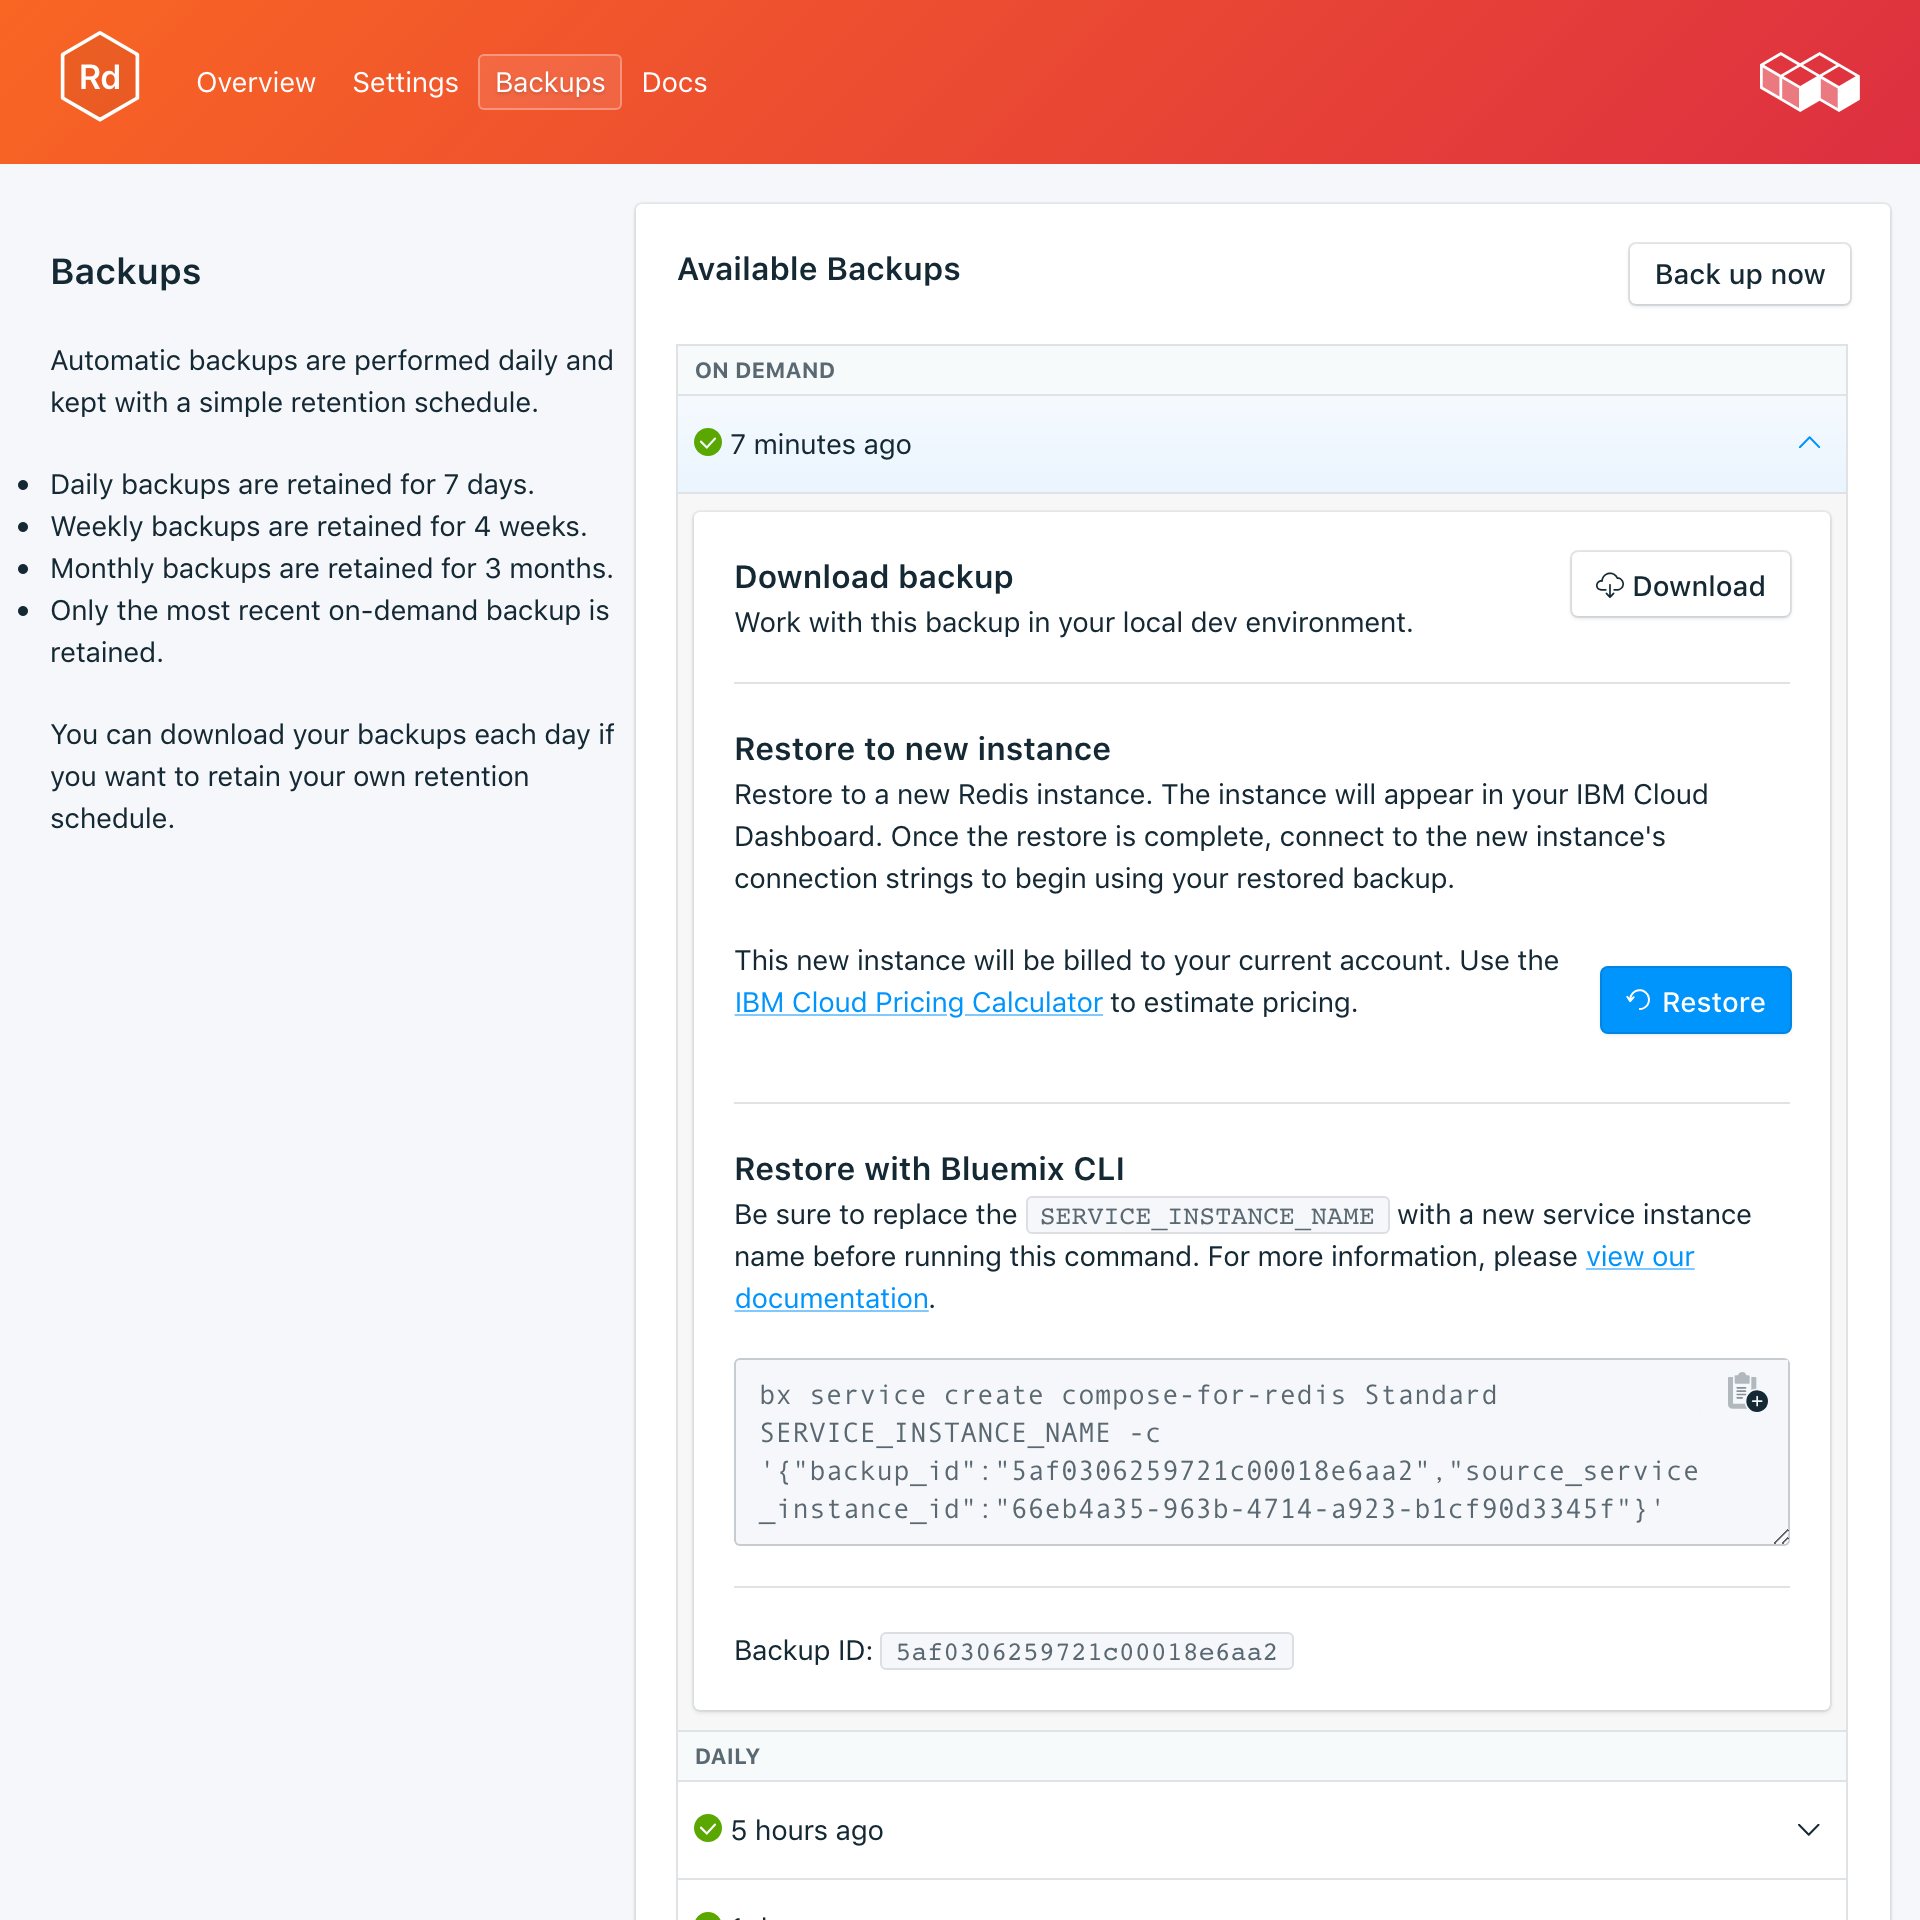 Rd
Overview
Settings
Backups
Docs
Backups
Automatic backups are performed daily and
kept with a simple retention schedule.
Daily backups are retained for 7 days.
Weekly backups are retained for 4 weeks.
Monthly backups are retained for 3 months.
Only the most recent on-demand backup is
retained.
You can download your backups each day if
you want to retain your own retention
schedule.
Available Backups
Back up now
ON DEMAND
7 minutes ago
Download backup
Download
Work with this backup in your local dev environment.
Restore to new instance
Restore to a new Redis instance. The instance will appear in your IBM Cloud
Dashboard. Once the restore is complete, connect to the new instance's
connection strings to begin using your restored backup.
This new instance will be billed to your current account. Use the
IBM Cloud Pricing Calculator to estimate pricing.
Restore
Restore with Bluemix CLI
Be sure to replace the SERVICE_INSTANCE_NAME with a new service instance
name before running this command. For more information, please view our
documentation.
bx service create compose-for-redis Standard
SERVICE_INSTANCE_NAME -c
'{"backup_id":"5af0306259721c00018e6aa2","source_service
_instance_id":"66eb4a35-963b-4714-a923-b1cf90d3345f"}'
Backup ID: 5af0306259721c00018e6aa2
DAILY
5 hours ago